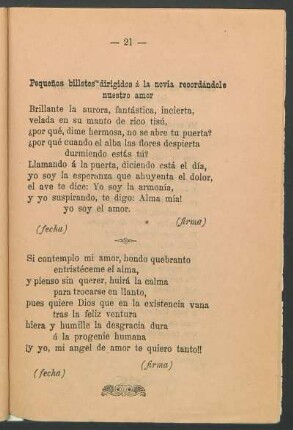 — 21 —
Pequeños billetes dirigidos á la novia recordándole
nuestro amor
Brillante la aurora, fantástica, incierta,
velada en su manto de rico tisú,
¿por qué, dime hermosa, no se abre tu puerta?
¿por qué cuando el alba las flores despierta
durmiendo estás tú?
Llamando á la puerta, diciendo está el día,
yo soy la esperanza que ahuyenta el dolor,
el ave te dice: Yo soy la armonía,
y yo suspirando, te digo: Alma mía!
yo soy el amor.
(firma)
(fecha)
Si contemplo mi amor, hondo quebranto
entristéceme el alma,
y pienso sin querer, huirá la calma
para trocarse en llanto,
pues quiere Dios que en la existencia vana
tras la feliz ventura
hiera y humille la desgracia dura
á la progenie humana
¡Y yo, mi angel de amor te quiero tanto!!
(firma)
(fecha)